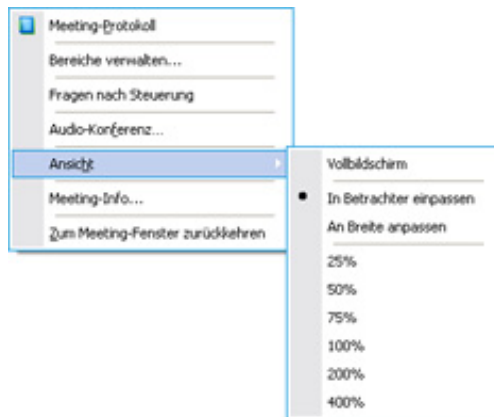 Meeting-Protokoll
Bereiche verwalten...
Fragen nach Steuerung
Audio-Konferenz...
Ansicht
Meeting-Info...
Zum Meeting-Fenster zurückkehren
Vollbildschirm
In Betrachter einpassen
An Breite anpassen
25%
50%
75%
100%
200%
400%